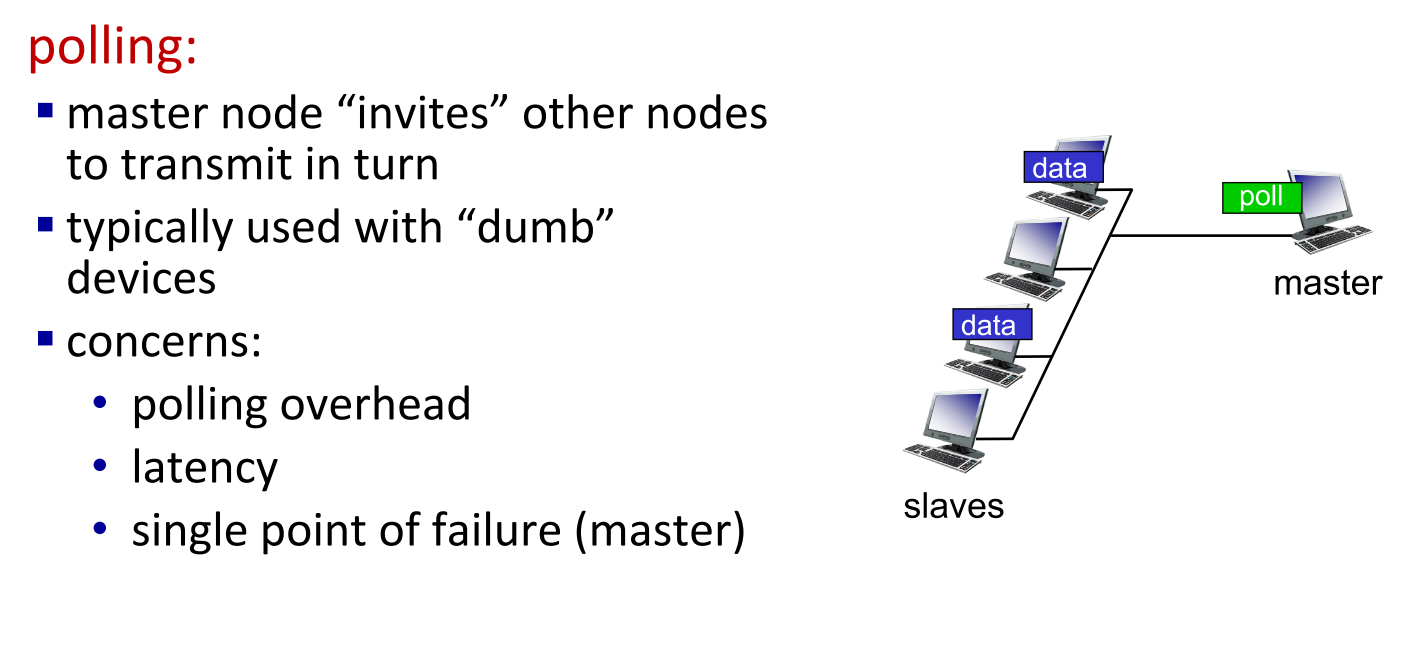 polling:
▪ master node “invites” other nodes
to transmit in turn
▪ typically used with “dumb”
devices
▪ concerns:
• polling overhead
• latency
• single point of failure (master)
data
poll
master
data
slaves